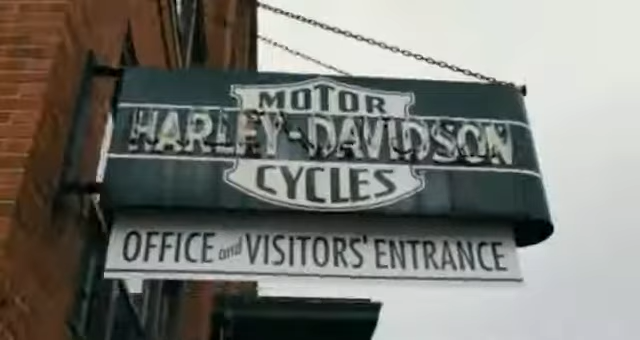 MOTOR
HARLEY-DAVIDSON
CYCLES
OFFICE and VISITORS' ENTRANCE